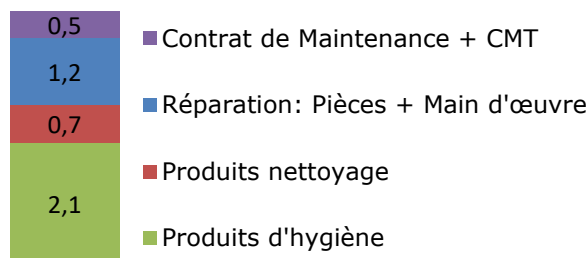 0,5
Contrat de Maintenance + CMT
1,2
Réparation: Pièces + Main d'œuvre
0,7
Produits nettoyage
2,1
Produits d'hygiène